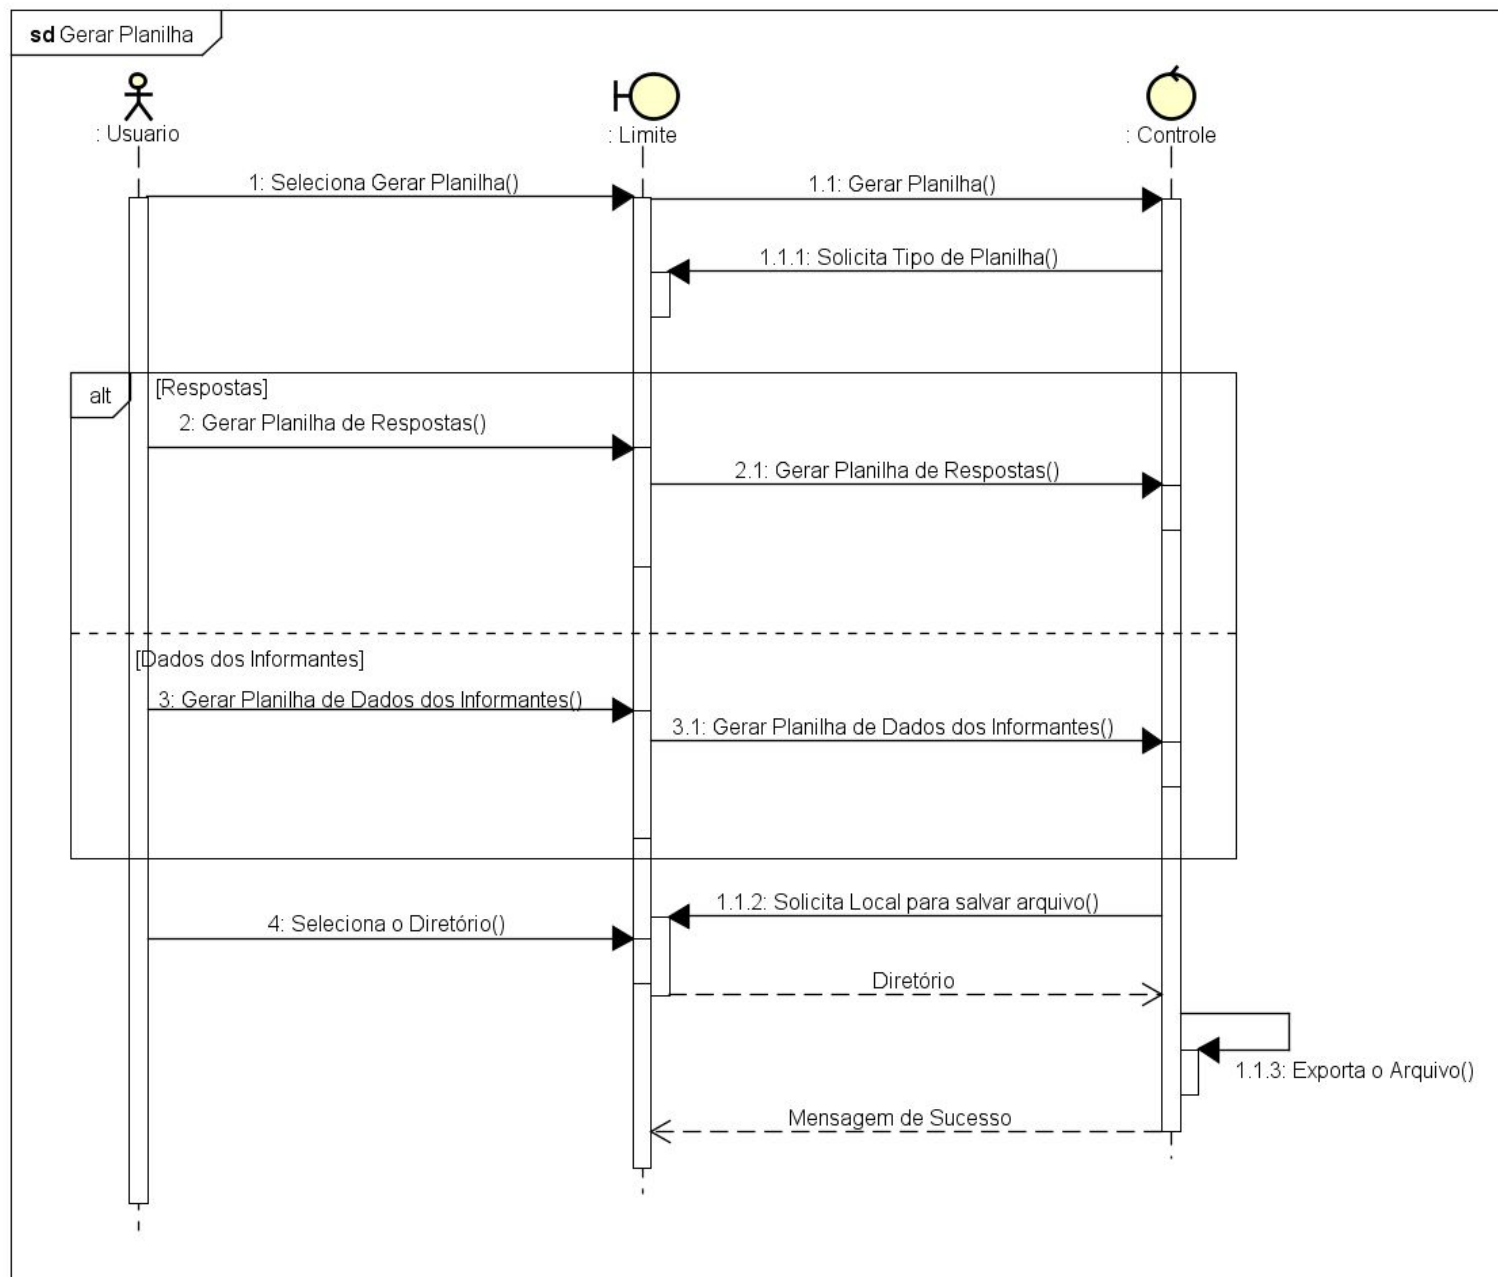 sd Gerar Planilha
: Usuario
: Limite
: Controle
1: Seleciona Gerar Planilha()
1.1: Gerar Planilha()
1.1.1: Solicita Tipo de Planilha()
alt
[Respostas]
2: Gerar Planilha de Respostas()
2.1: Gerar Planilha de Respostas()
[Dados dos Informantes]
3: Gerar Planilha de Dados dos Informantes()
3.1: Gerar Planilha de Dados dos Informantes()
1.1.2: Solicita Local para salvar arquivo()
4: Seleciona o Diretório()
Diretório
1.1.3: Exporta o Arquivo()
Mensagem de Sucesso